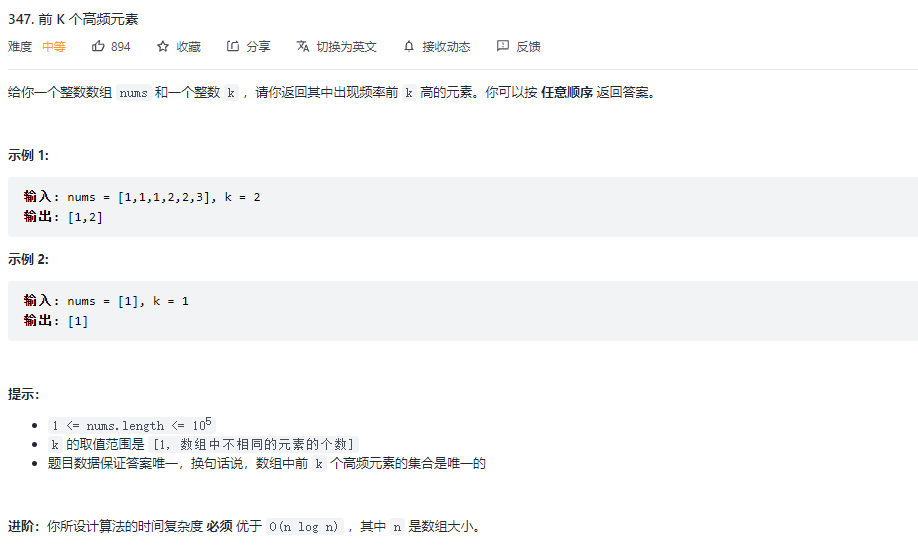 347. 前 K 个高频元素
难度 中等 894 收藏 分享 切换为英文 接收动态 反馈
给你一个整数数组 nums 和一个整数 k ，请你返回其中出现频率前 k 高的元素。你可以按 任意顺序 返回答案。
示例 1:
输入: nums = [1,1,1,2,2,3], k = 2
输出: [1,2]
示例 2:
输入: nums = [1], k = 1
输出: [1]
提示：
1 <= nums.length <= 10⁵
k 的取值范围是 [1, 数组中不相同的元素的个数]
题目数据保证答案唯一，换句话说，数组中前 k 个高频元素的集合是唯一的
进阶：你所设计算法的时间复杂度 必须 优于 O(n log n) ，其中 n 是数组大小。